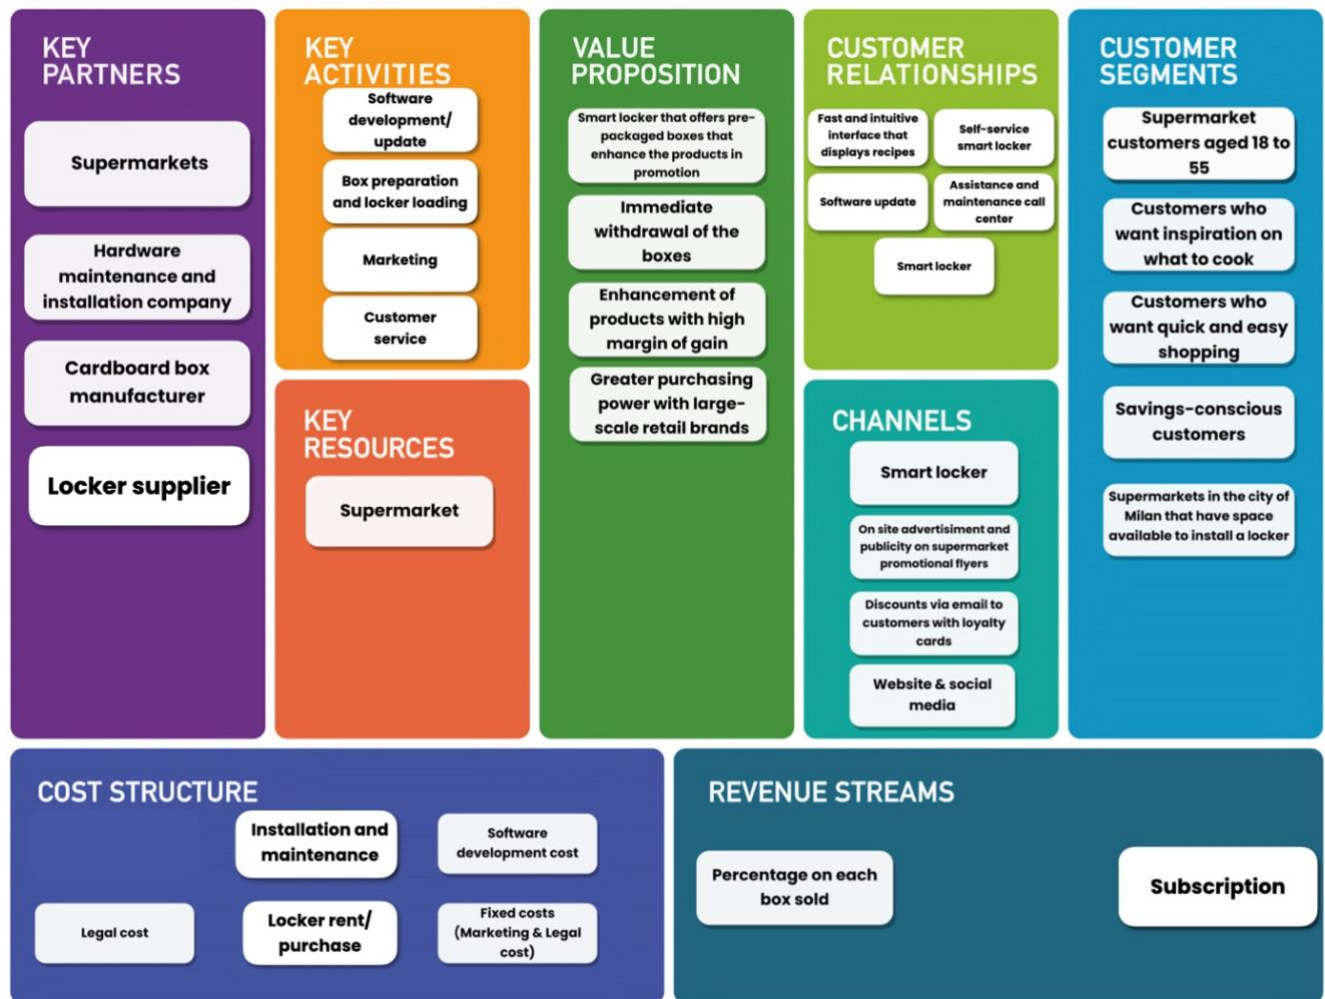 KEY
PARTNERS
Supermarkets
Hardware
maintenance and
installation company
Cardboard box
manufacturer
Locker supplier
KEY
ACTIVITIES
Software
development/
update
Box preparation
and locker loading
Marketing
Customer
service
KEY
RESOURCES
Supermarket
VALUE
PROPOSITION
Smart locker that offers pre-
packaged boxes that
enhance the products in
promotion
Immediate
withdrawal of the
boxes
Enhancement of
products with high
margin of gain
Greater purchasing
power with large-
scale retail brands
CUSTOMER
RELATIONSHIPS
Fast and intuitive
interface that
displays recipes
Self-service
smart locker
Software update
Assistance and
maintenance call
center
Smart locker
CHANNELS
Smart locker
On site advertisiment and
publicity on supermarket
promotional flyers
Discounts via email to
customers with loyalty
cards
Website & social
media
CUSTOMER
SEGMENTS
Supermarket
customers aged 18 to
55
Customers who
want inspiration on
what to cook
Customers who
want quick and easy
shopping
Savings-conscious
customers
Supermarkets in the city of
Milan that have space
available to install a locker
COST STRUCTURE
Installation and
maintenance
Software
development cost
Legal cost
Locker rent/
purchase
Fixed costs
(Marketing & Legal
cost)
REVENUE STREAMS
Percentage on each
box sold
Subscription